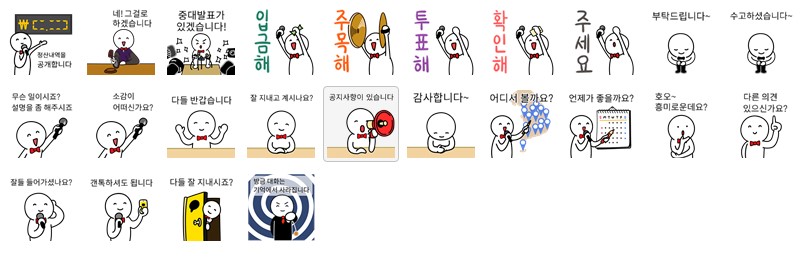 ₩
정산내역을
공개합니다
네! 그걸로
하겠습니다
중대발표가
있겠습니다!
입금해
주목해
투표해
확인해
주세요
부탁드립니다~
수고하셨습니다~
무슨 일이시죠?
설명을 좀 해주시죠
소감이
어떠신가요?
다들 반갑습니다
잘 지내고 계시나요?
공지사항이 있습니다
감사합니다~
어디서 볼까요?
언제가 좋을까요?
호오~
흥미로운데요?
다른 의견
있으신가요?
잘들 들어가셨나요?
갠톡하셔도 됩니다
다들 잘 지내시죠?
방금 대화는
기억에서 사라집니다